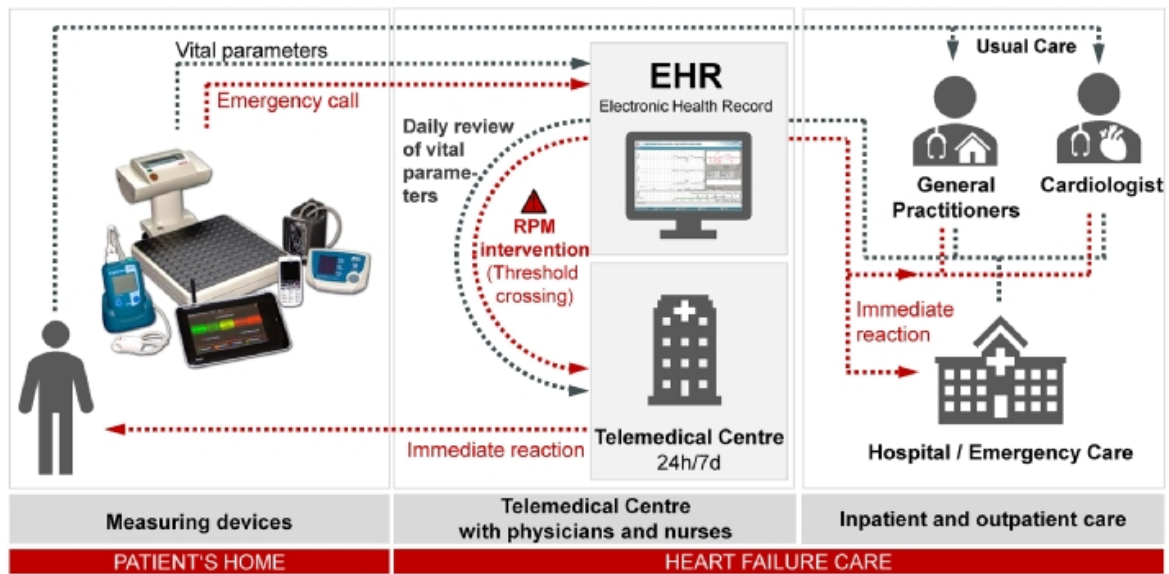 Vital parameters
Emergency call
Daily review
of vital
parame-
ters
RPM
intervention
(Threshold
crossing)
EHR
Electronic Health Record
Telemedical Centre
24h/7d
Immediate reaction
Usual Care
General
Practitioners
Cardiologist
Immediate
reaction
Hospital / Emergency Care
Measuring devices
Telemedical Centre
with physicians and nurses
Inpatient and outpatient care
PATIENT'S HOME
HEART FAILURE CARE